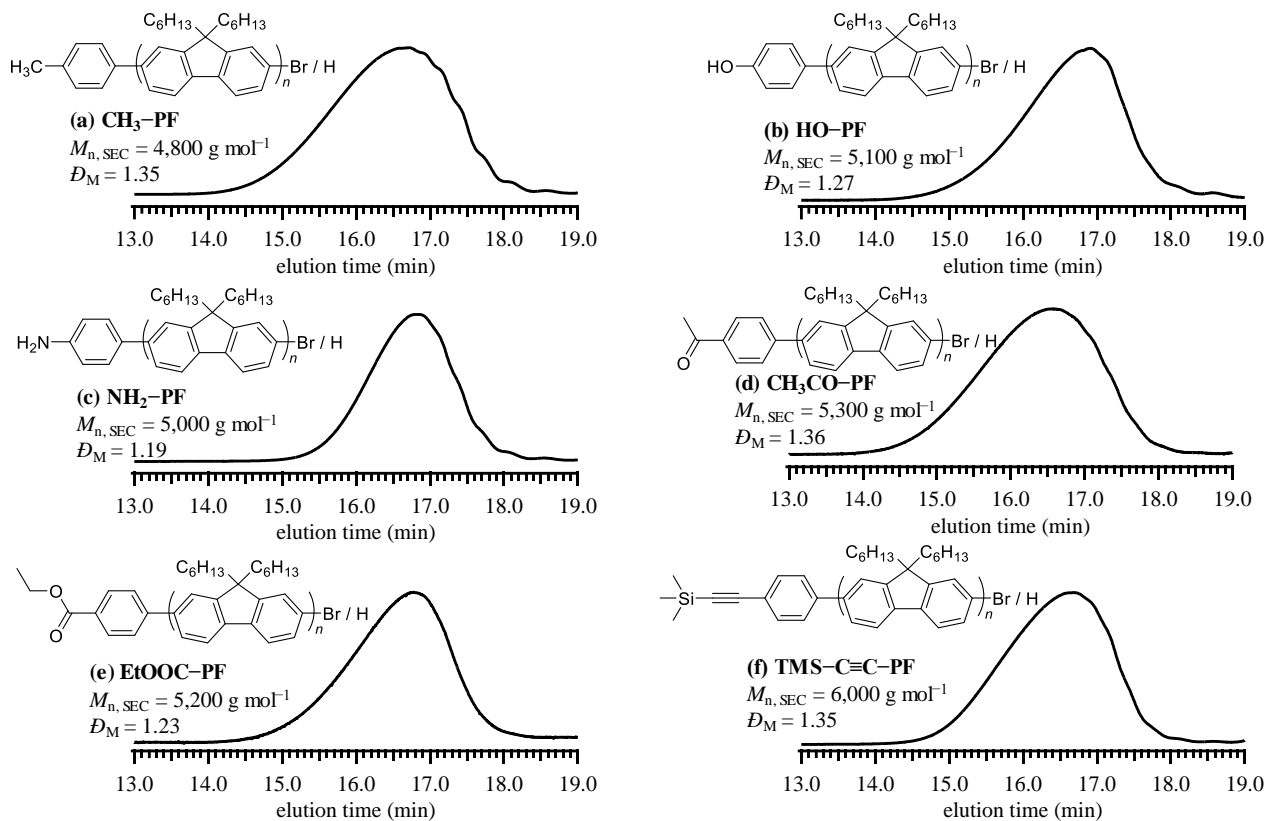 C6H13 C6H13
H3C
n
Br / H
(a) CH3−PF
Mn, SEC = 4,800 g mol−1
ĐM = 1.35
13.0 14.0 15.0 16.0 17.0 18.0 19.0
elution time (min)
C6H13 C6H13
HO
n
Br / H
(b) HO−PF
Mn, SEC = 5,100 g mol−1
ĐM = 1.27
13.0 14.0 15.0 16.0 17.0 18.0 19.0
elution time (min)
C6H13 C6H13
H2N
n
Br / H
(c) NH2−PF
Mn, SEC = 5,000 g mol−1
ĐM = 1.19
13.0 14.0 15.0 16.0 17.0 18.0 19.0
elution time (min)
C6H13 C6H13
O
n
Br / H
(d) CH3CO−PF
Mn, SEC = 5,300 g mol−1
ĐM = 1.36
13.0 14.0 15.0 16.0 17.0 18.0 19.0
elution time (min)
C6H13 C6H13
O
O
n
Br / H
(e) EtOOC−PF
Mn, SEC = 5,200 g mol−1
ĐM = 1.23
13.0 14.0 15.0 16.0 17.0 18.0 19.0
elution time (min)
C6H13 C6H13
Si
n
Br / H
(f) TMS−C≡C−PF
Mn, SEC = 6,000 g mol−1
ĐM = 1.35
13.0 14.0 15.0 16.0 17.0 18.0 19.0
elution time (min)